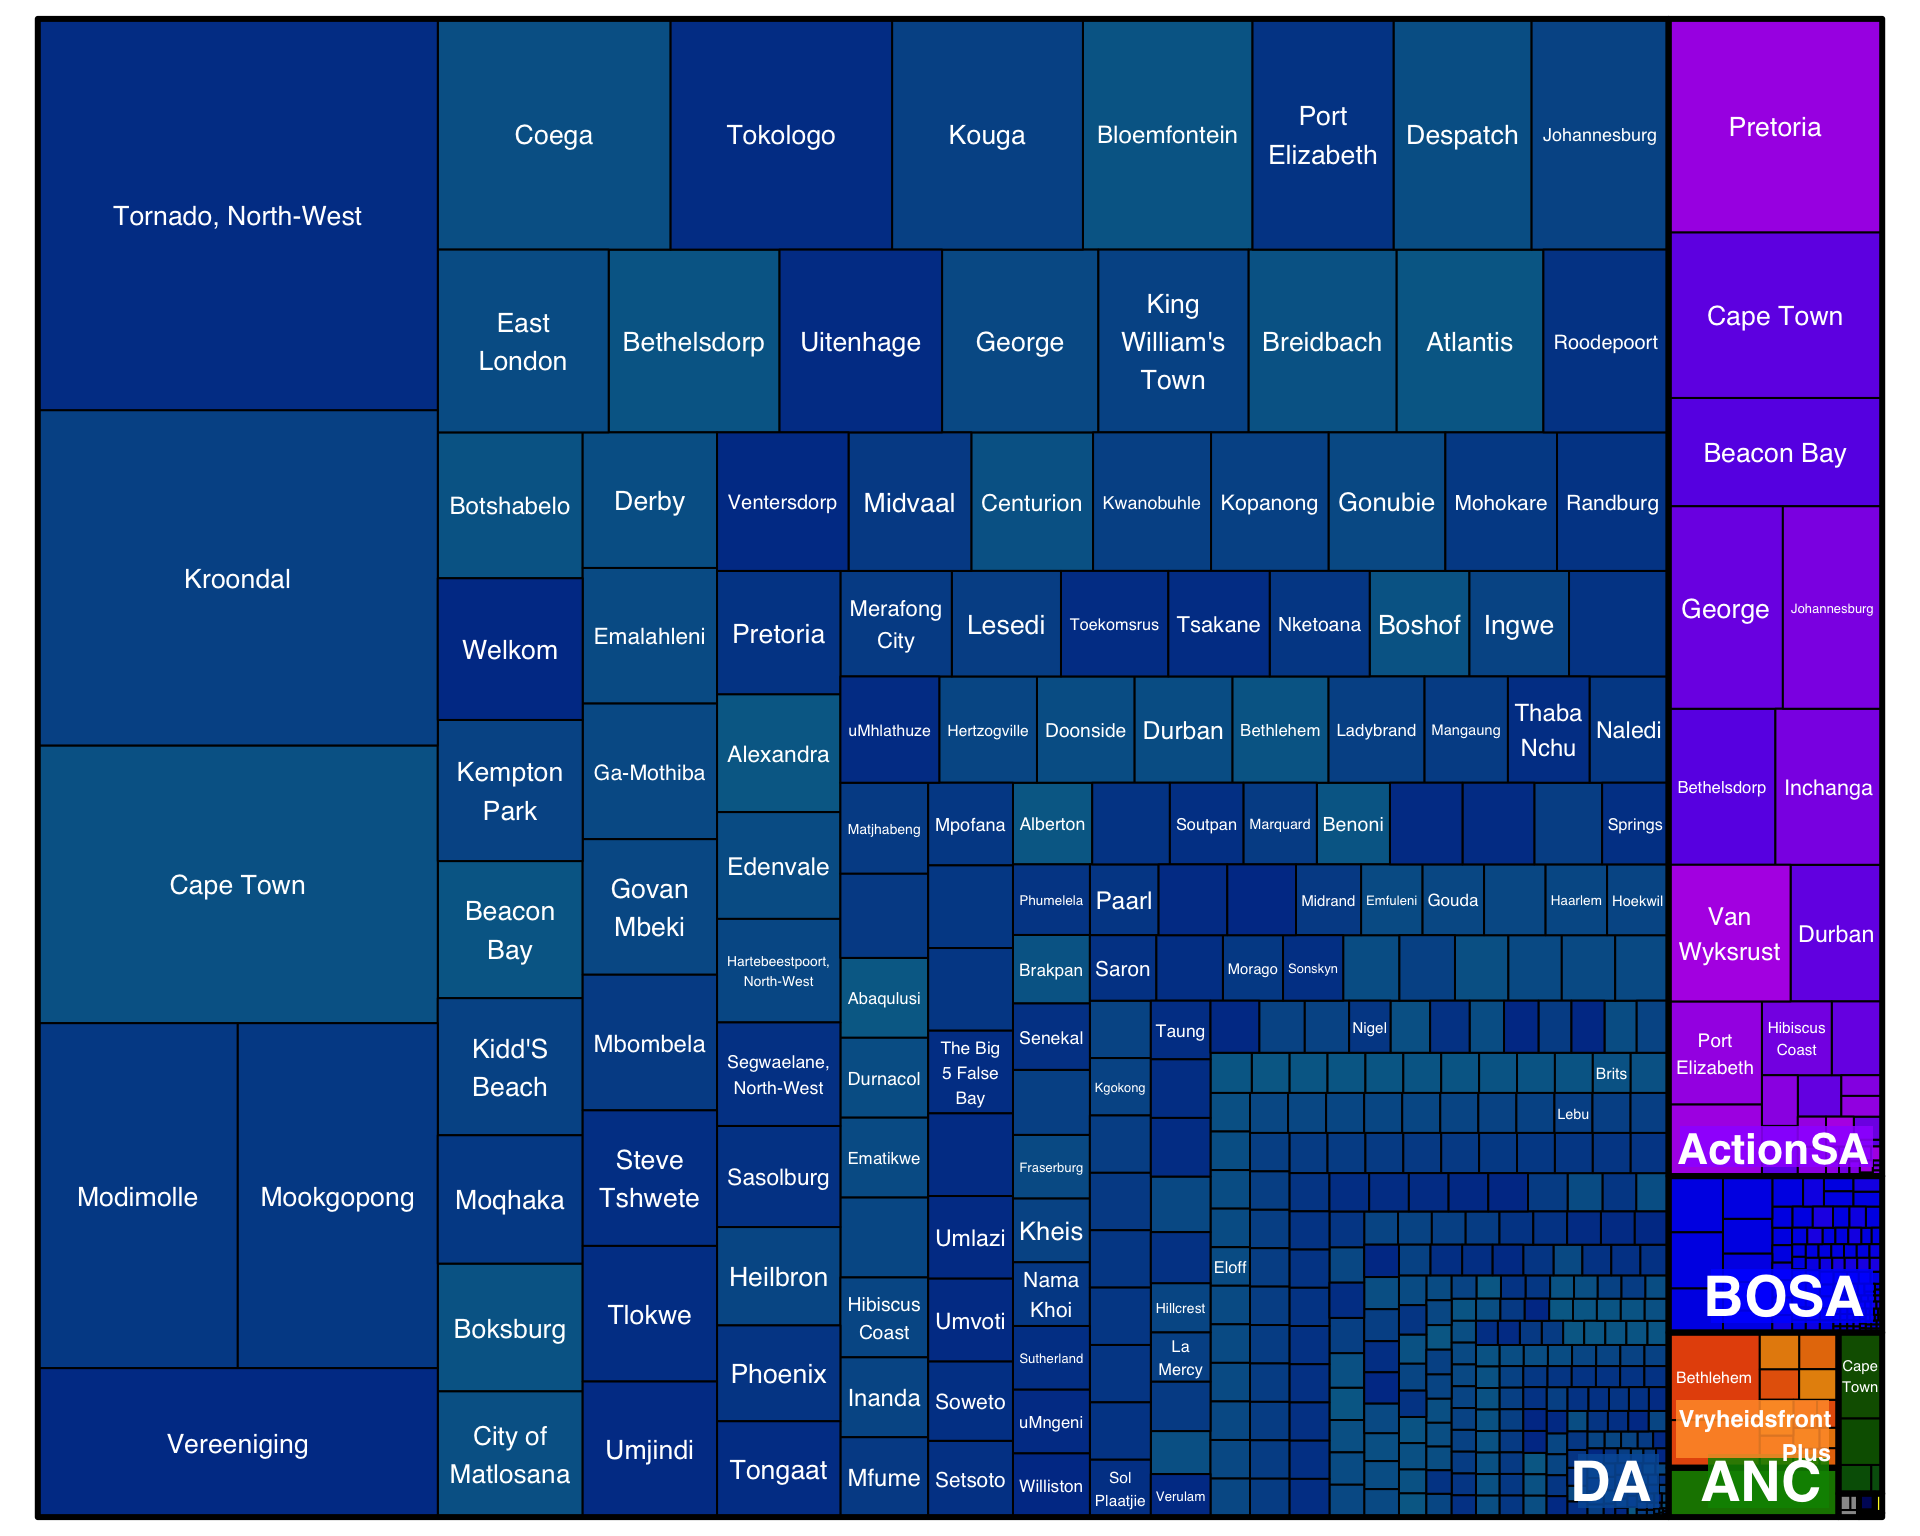 Tornado, North-West
Kroondal
Cape Town
Modimolle
Mookgopong
Vereeniging
Coega
Tokologo
Kouga
Bloemfontein
Port
Elizabeth
Despatch
Johannesburg
East
London
Bethelsdorp
Uitenhage
George
King
William's
Town
Breidbach
Atlantis
Roodepoort
Botshabelo
Welkom
Kempton
Park
Beacon
Bay
Kidd'S
Beach
Moqhaka
Boksburg
City of
Matlosana
Derby
Emalahleni
Ga-Mothiba
Govan
Mbeki
Mbombela
Steve
Tshwete
Tlokwe
Umjindi
Ventersdorp
Midvaal
Centurion
Kwanobuhle
Kopanong
Gonubie
Mohokare
Randburg
Pretoria
Alexandra
Edenvale
Hartebeestpoort,
North-West
Segwaelane,
North-West
Sasolburg
Heilbron
Phoenix
Tongaat
Merafong
City
Lesedi
Toekomsrus
Tsakane
Nketoana
Boshof
Ingwe
uMhlathuze
Hertzogville
Doonside
Durban
Bethlehem
Ladybrand
Mangaung
Thaba
Nchu
Naledi
Matjhabeng
Abaqulusi
Durnacol
Ematikwe
Hibiscus
Coast
Inanda
Mfume
Mpofana
The Big
5 False
Bay
Umlazi
Umvoti
Soweto
Setsoto
Alberton
Soutpan
Marquard
Benoni
Springs
Phumelela
Brakpan
Senekal
Fraserburg
Kheis
Nama
Khoi
Sutherland
uMngeni
Williston
Paarl
Midrand
Emfuleni
Gouda
Haarlem
Hoekwil
Saron
Morago
Sonskyn
Kgokong
Sol
Plaatjie
Taung
Hillcrest
La
Mercy
Verulam
Nigel
Brits
Lebu
Eloff
DA
Pretoria
Cape Town
Beacon Bay
George
Johannesburg
Bethelsdorp
Inchanga
Van
Wyksrust
Durban
Port
Elizabeth
Hibiscus
Coast
ActionSA
BOSA
Bethlehem
Vryheidsfront
Plus
Cape
Town
ANC